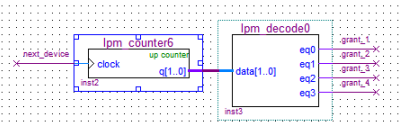 lpm_counter6
up counter
next_device
clock
q[1..0]
inst2
lpm_decode0
data[1..0]
eq0
eq1
eq2
eq3
inst3
.grant_1
.grant_2
.grant_3
.grant_4